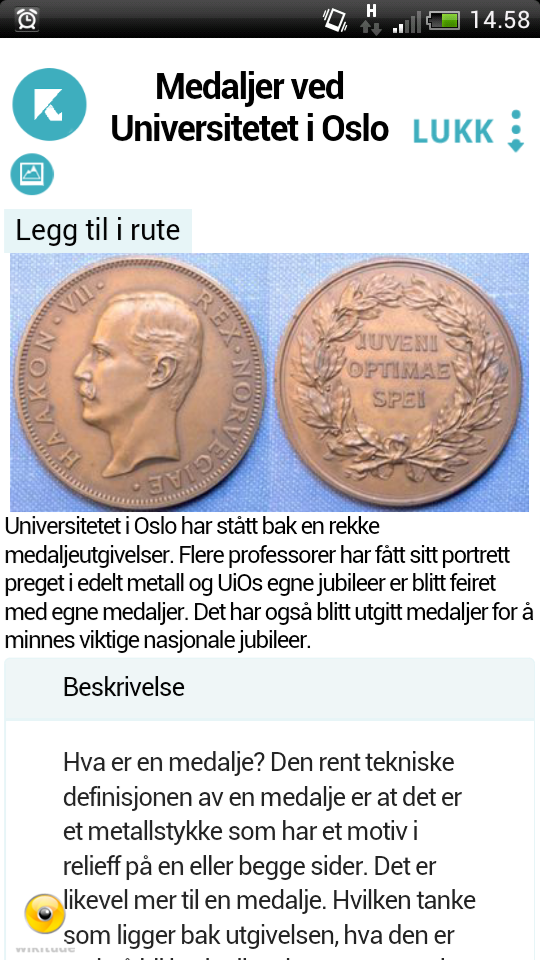 H
14.58
Medaljer ved
Universitetet i Oslo
LUKK
Legg til i rute
HAAKON · VII · REX · NORVEGIAE ·
IUVENI
OPTIMAE
SPEI
Universitetet i Oslo har stått bak en rekke
medaljeutgivelser. Flere professorer har fått sitt portrett
preget i edelt metall og UiOs egne jubileer er blitt feiret
med egne medaljer. Det har også blitt utgitt medaljer for å
minnes viktige nasjonale jubileer.
Beskrivelse
Hva er en medalje? Den rent tekniske
definisjonen av en medalje er at det er
et metallstykke som har et motiv i
relieff på en eller begge sider. Det er
likevel mer til en medalje. Hvilken tanke
som ligger bak utgivelsen, hva den er
wikitude